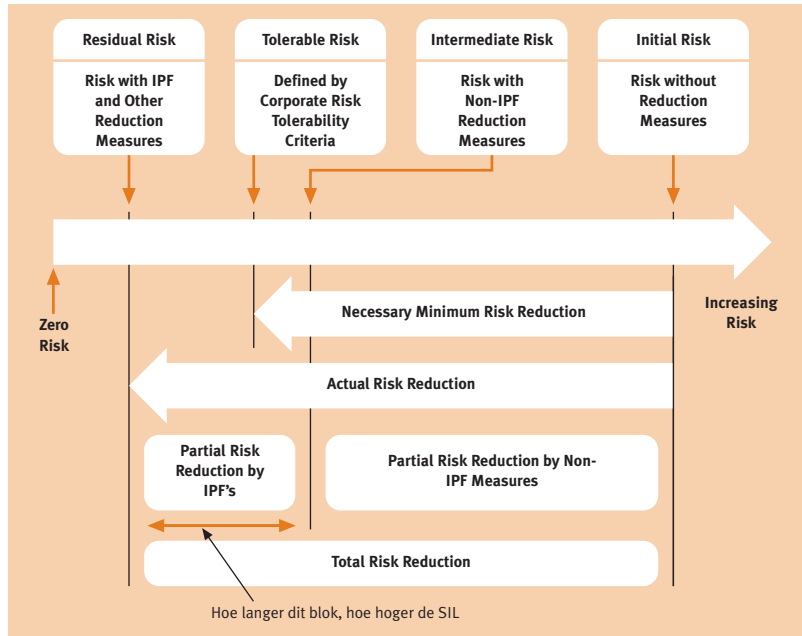 Residual Risk
Risk with IPF
and Other
Reduction
Measures
Tolerable Risk
Defined by
Corporate Risk
Tolerability
Criteria
Intermediate Risk
Risk with
Non-IPF
Reduction
Measures
Initial Risk
Risk without
Reduction
Measures
Zero
Risk
Increasing
Risk
Necessary Minimum Risk Reduction
Actual Risk Reduction
Partial Risk
Reduction by
IPF's
Partial Risk Reduction by Non-
IPF Measures
Total Risk Reduction
Hoe langer dit blok, hoe hoger de SIL